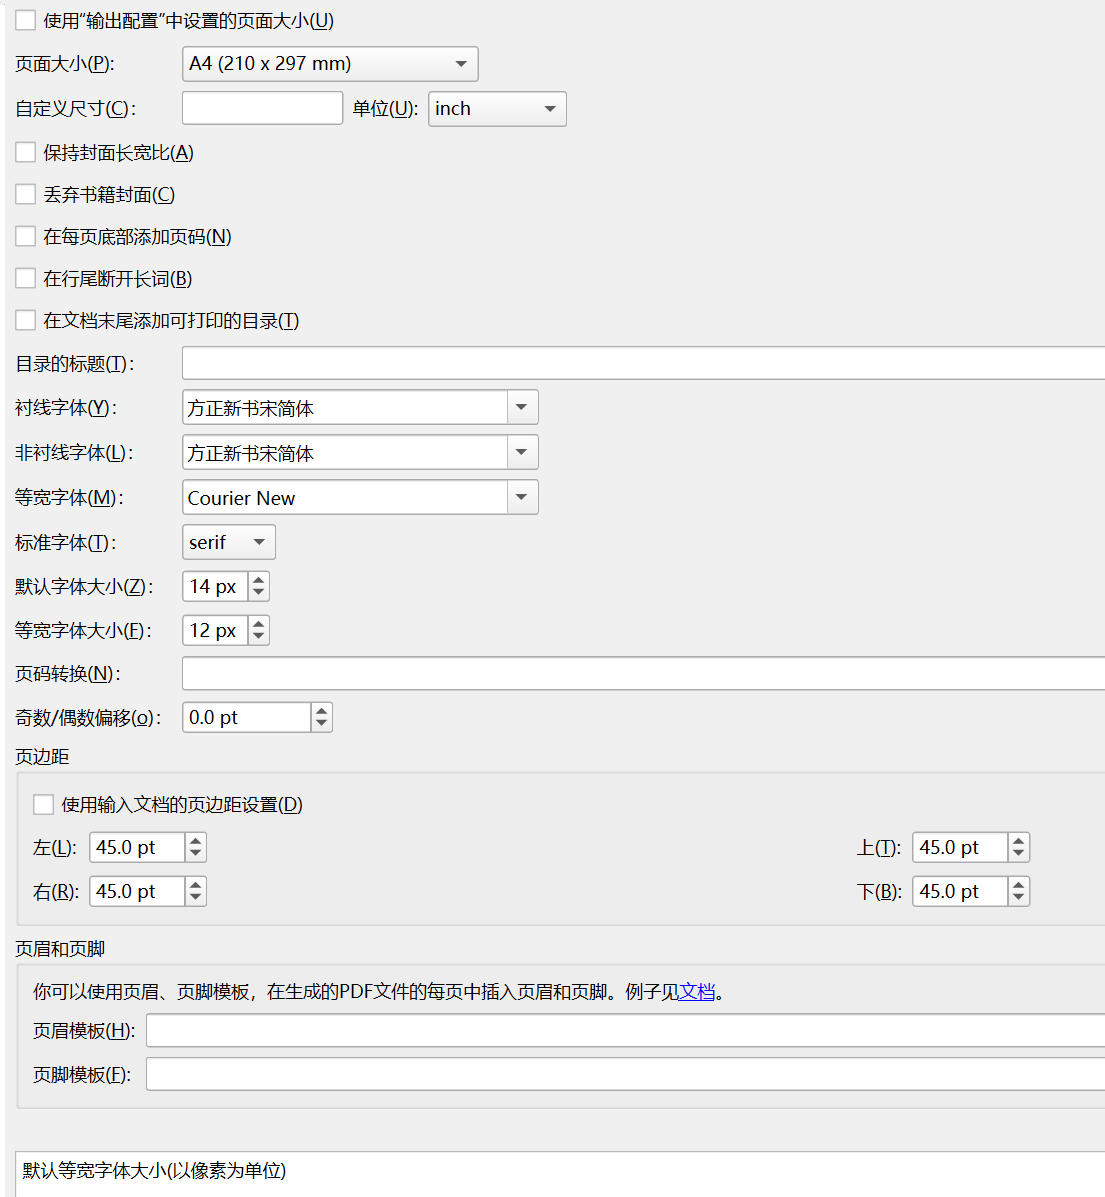 使用“输出配置”中设置的页面大小(U)
页面大小(P): A4 (210 x 297 mm)
自定义尺寸(C): 单位(U): inch
保持封面长宽比(A)
丢弃书籍封面(C)
在每页底部添加页码(N)
在行尾断开长词(B)
在文档末尾添加可打印的目录(T)
目录的标题(T):
衬线字体(Y): 方正新书宋简体
非衬线字体(L): 方正新书宋简体
等宽字体(M): Courier New
标准字体(T): serif
默认字体大小(Z): 14 px
等宽字体大小(F): 12 px
页码转换(N):
奇数/偶数偏移(o): 0.0 pt
页边距
使用输入文档的页边距设置(D)
左(L): 45.0 pt 上(T): 45.0 pt
右(R): 45.0 pt 下(B): 45.0 pt
页眉和页脚
你可以使用页眉、页脚模板，在生成的PDF文件的每页中插入页眉和页脚。例子见文档。
页眉模板(H):
页脚模板(F):
默认等宽字体大小(以像素为单位)